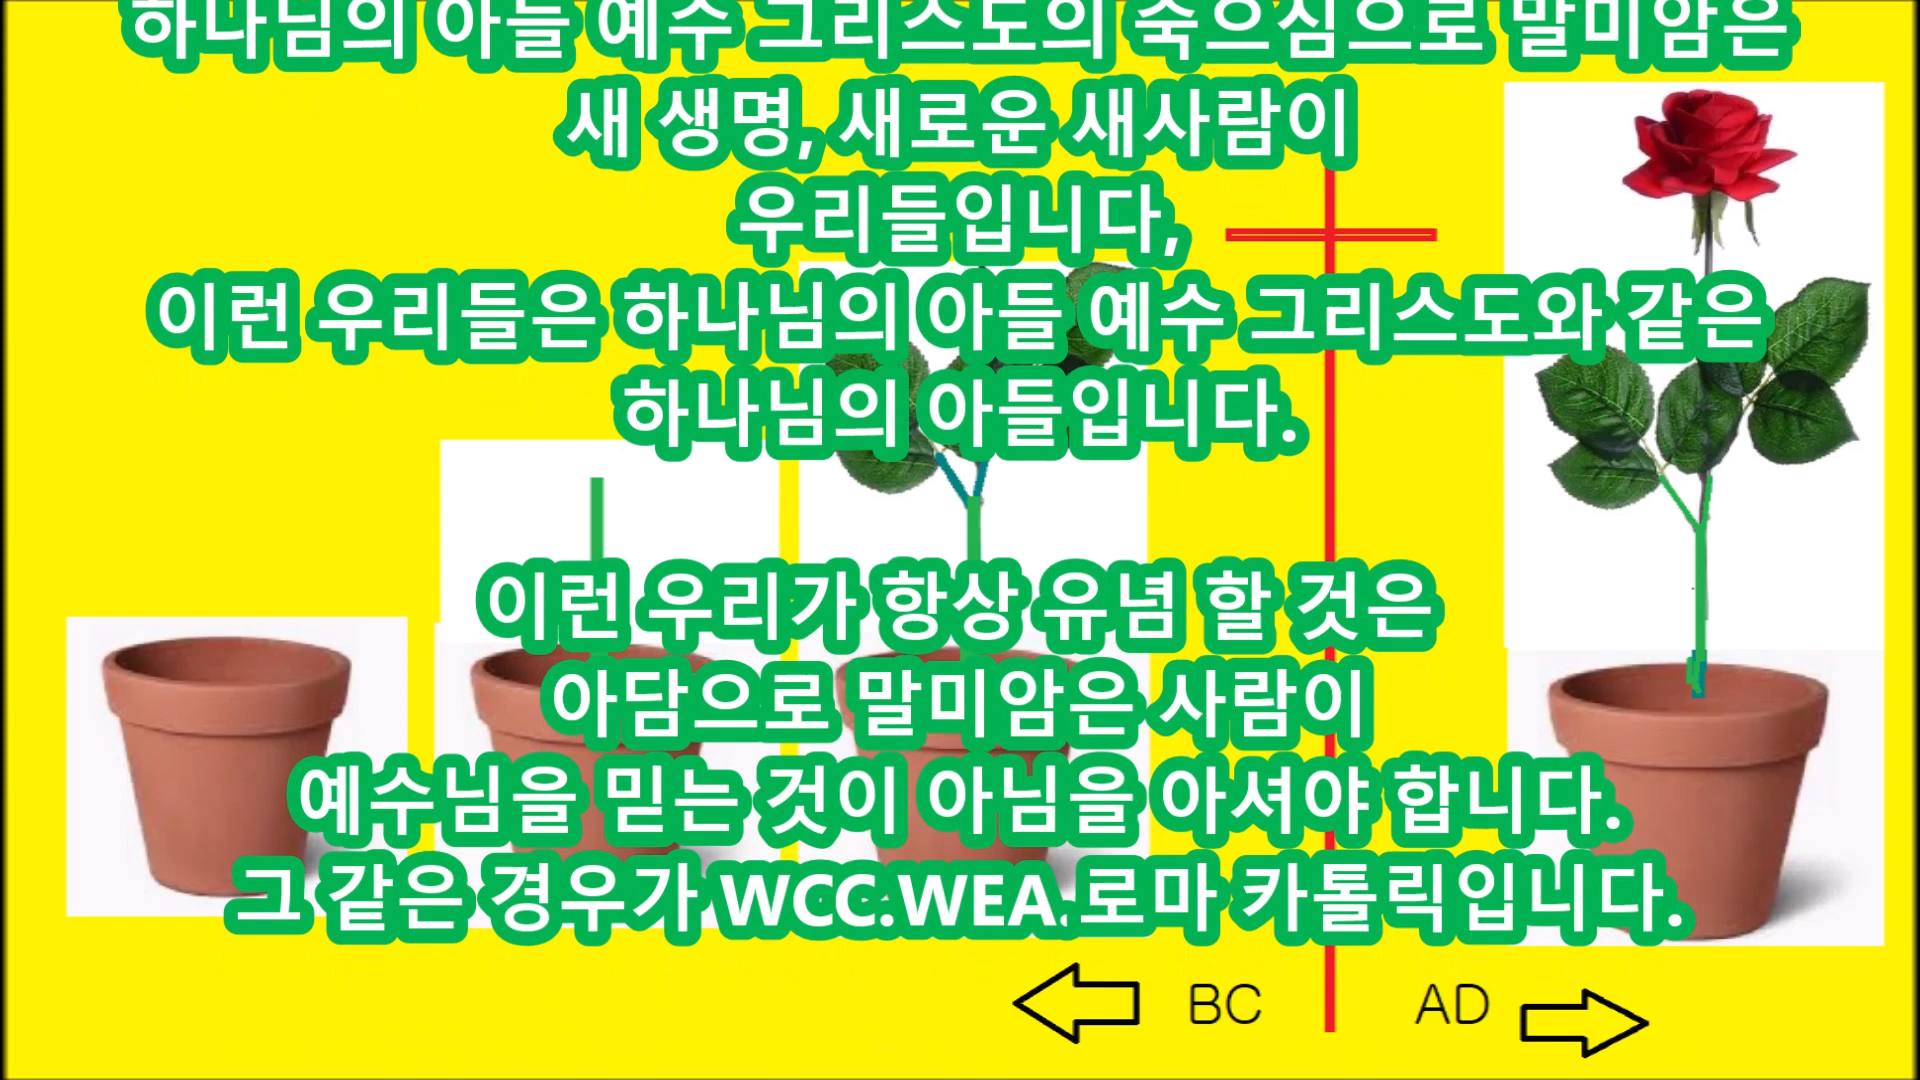 하나님의 아들 예수 그리스도의 죽으심으로 말미암은
새 생명, 새로운 새사람이
우리들입니다,
이런 우리들은 하나님의 아들 예수 그리스도와 같은
하나님의 아들입니다.
이런 우리가 항상 유념 할 것은
아담으로 말미암은 사람이
예수님을 믿는 것이 아님을 아셔야 합니다.
그 같은 경우가 WCC.WEA.로마 카톨릭입니다.
BC AD